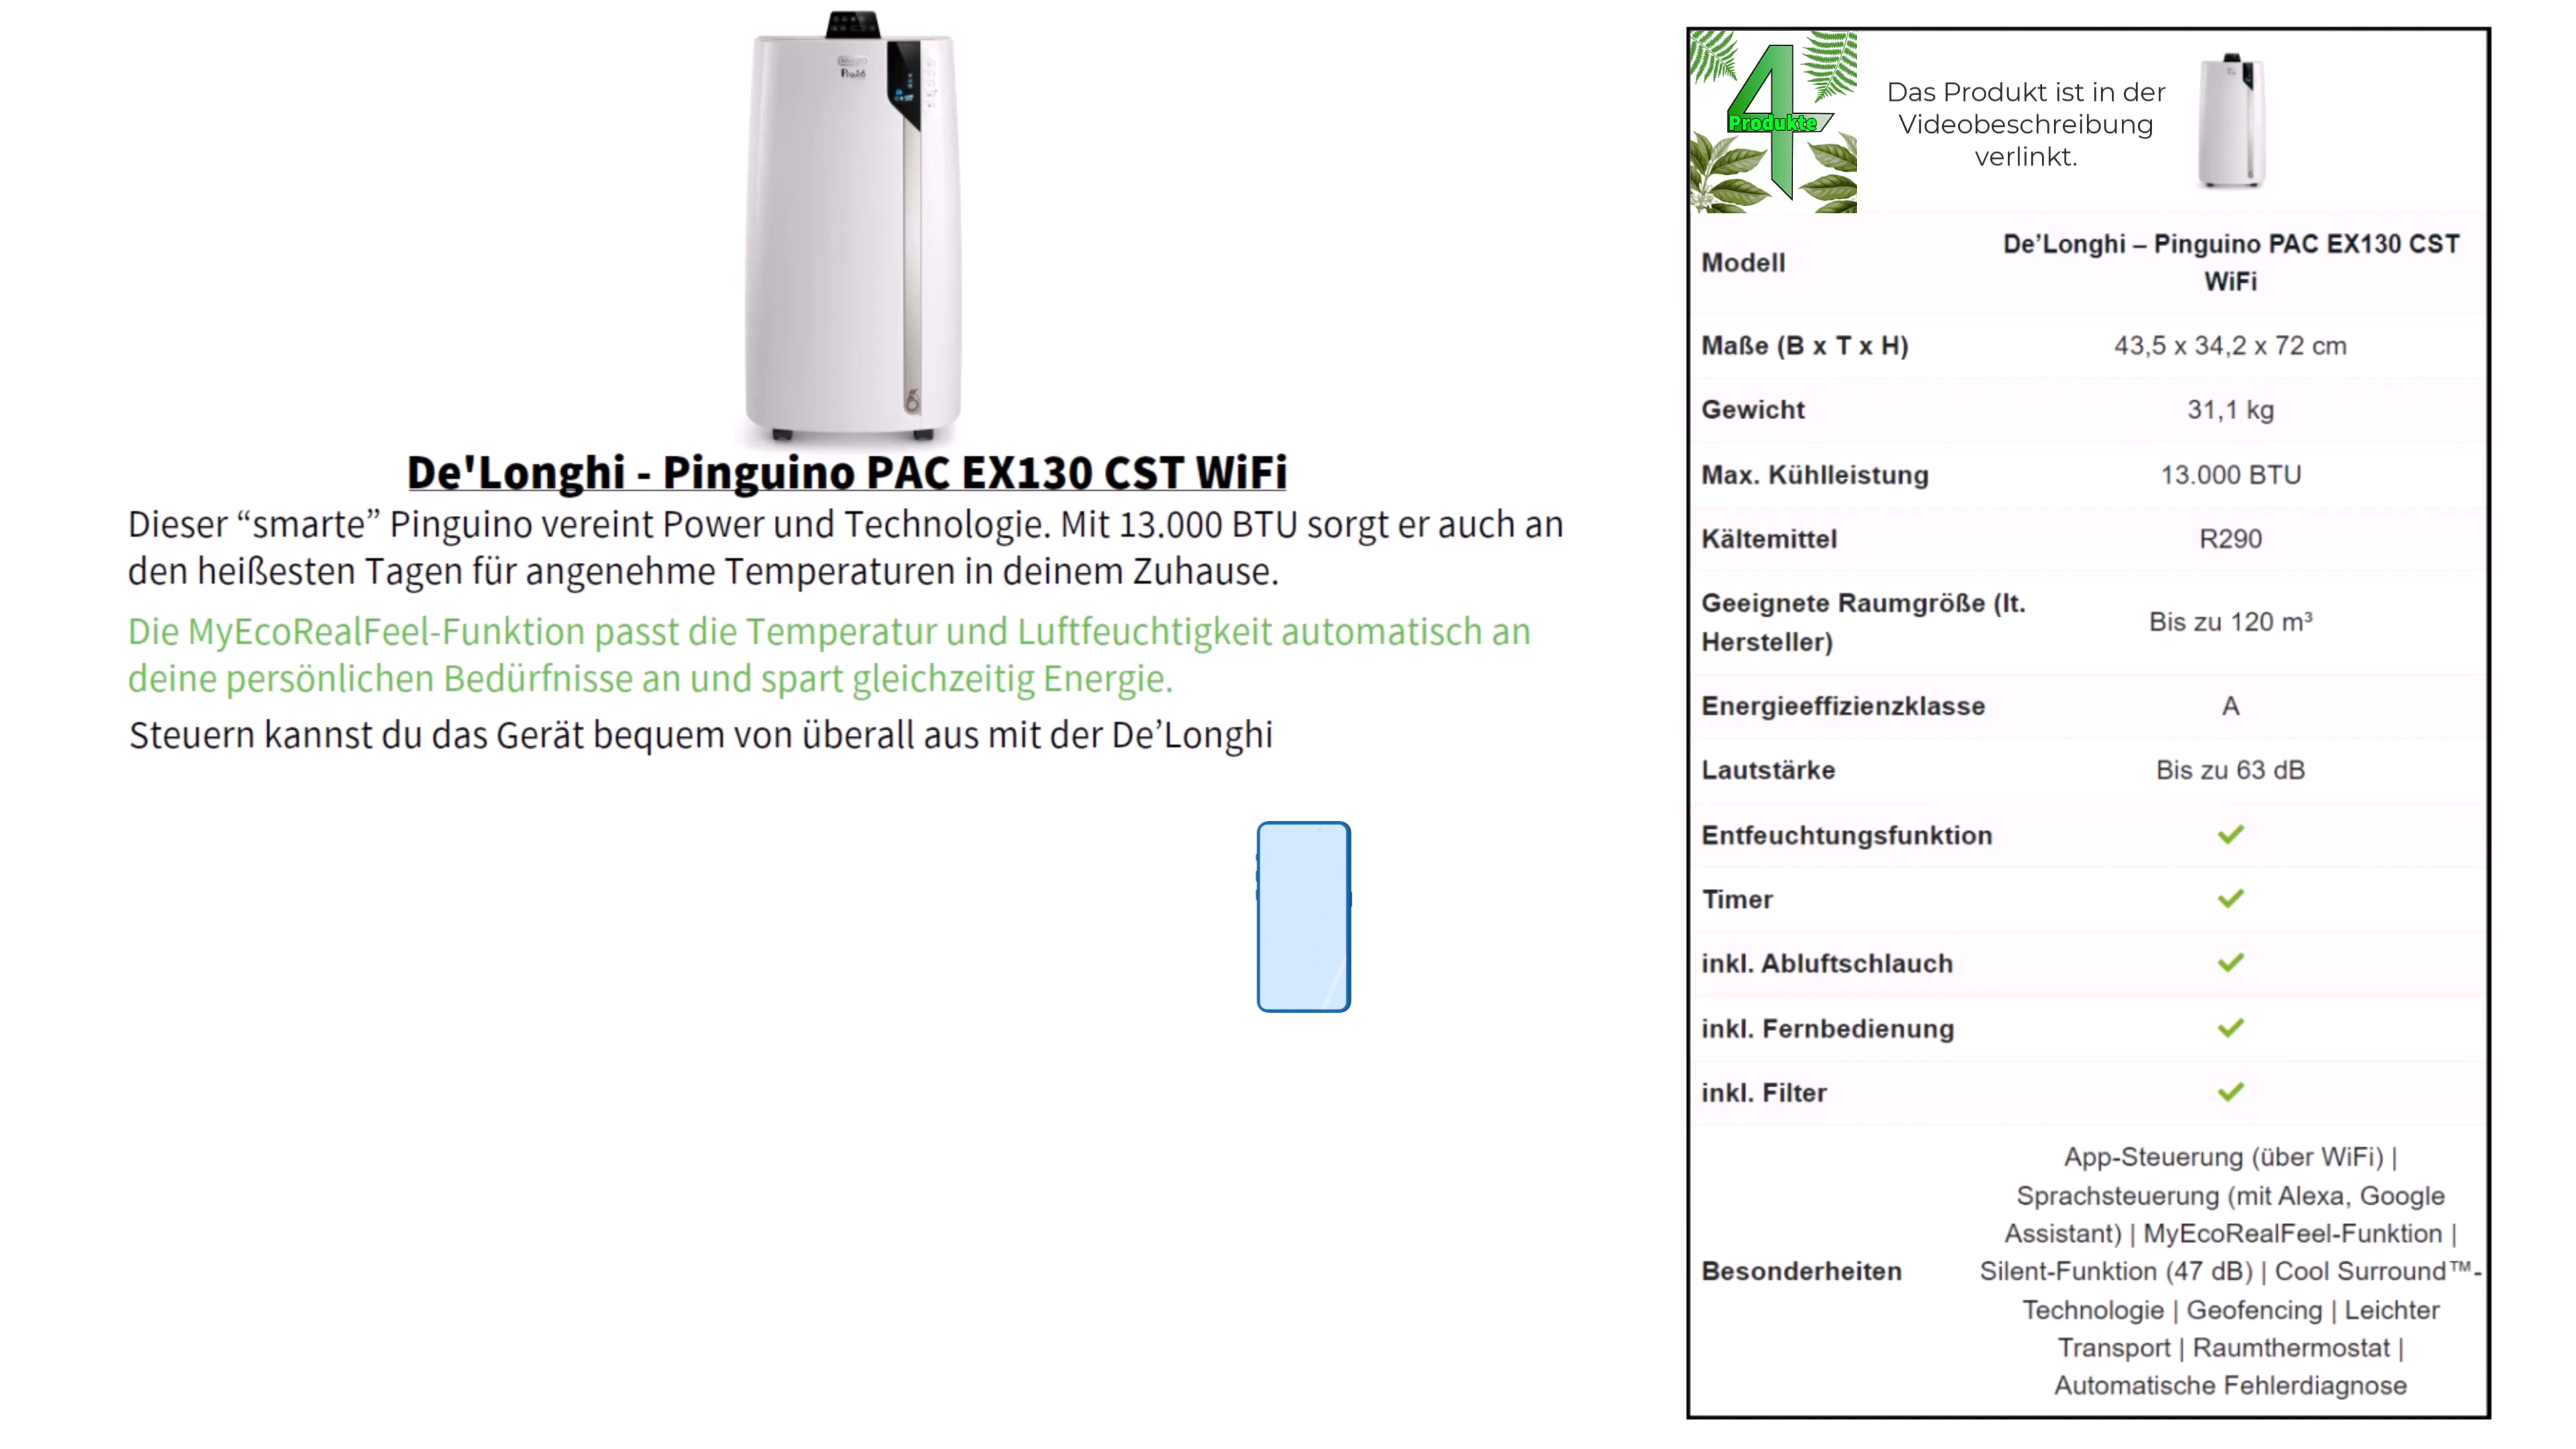 De'Longhi - Pinguino PAC EX130 CST WiFi
Dieser “smarte” Pinguino vereint Power und Technologie. Mit 13.000 BTU sorgt er auch an
den heißesten Tagen für angenehme Temperaturen in deinem Zuhause.
Die MyEcoRealFeel-Funktion passt die Temperatur und Luftfeuchtigkeit automatisch an
deine persönlichen Bedürfnisse an und spart gleichzeitig Energie.
Steuern kannst du das Gerät bequem von überall aus mit der De’Longhi
4
Produkte
Das Produkt ist in der
Videobeschreibung
verlinkt.
Modell
De’Longhi – Pinguino PAC EX130 CST
WiFi
Maße (B x T x H) 43,5 x 34,2 x 72 cm
Gewicht 31,1 kg
Max. Kühlleistung 13.000 BTU
Kältemittel R290
Geeignete Raumgröße (lt.
Hersteller)
Bis zu 120 m³
Energieeffizienzklasse A
Lautstärke Bis zu 63 dB
Entfeuchtungsfunktion
Timer
inkl. Abluftschlauch
inkl. Fernbedienung
inkl. Filter
Besonderheiten
App-Steuerung (über WiFi) |
Sprachsteuerung (mit Alexa, Google
Assistant) | MyEcoRealFeel-Funktion |
Silent-Funktion (47 dB) | Cool Surround™-
Technologie | Geofencing | Leichter
Transport | Raumthermostat |
Automatische Fehlerdiagnose